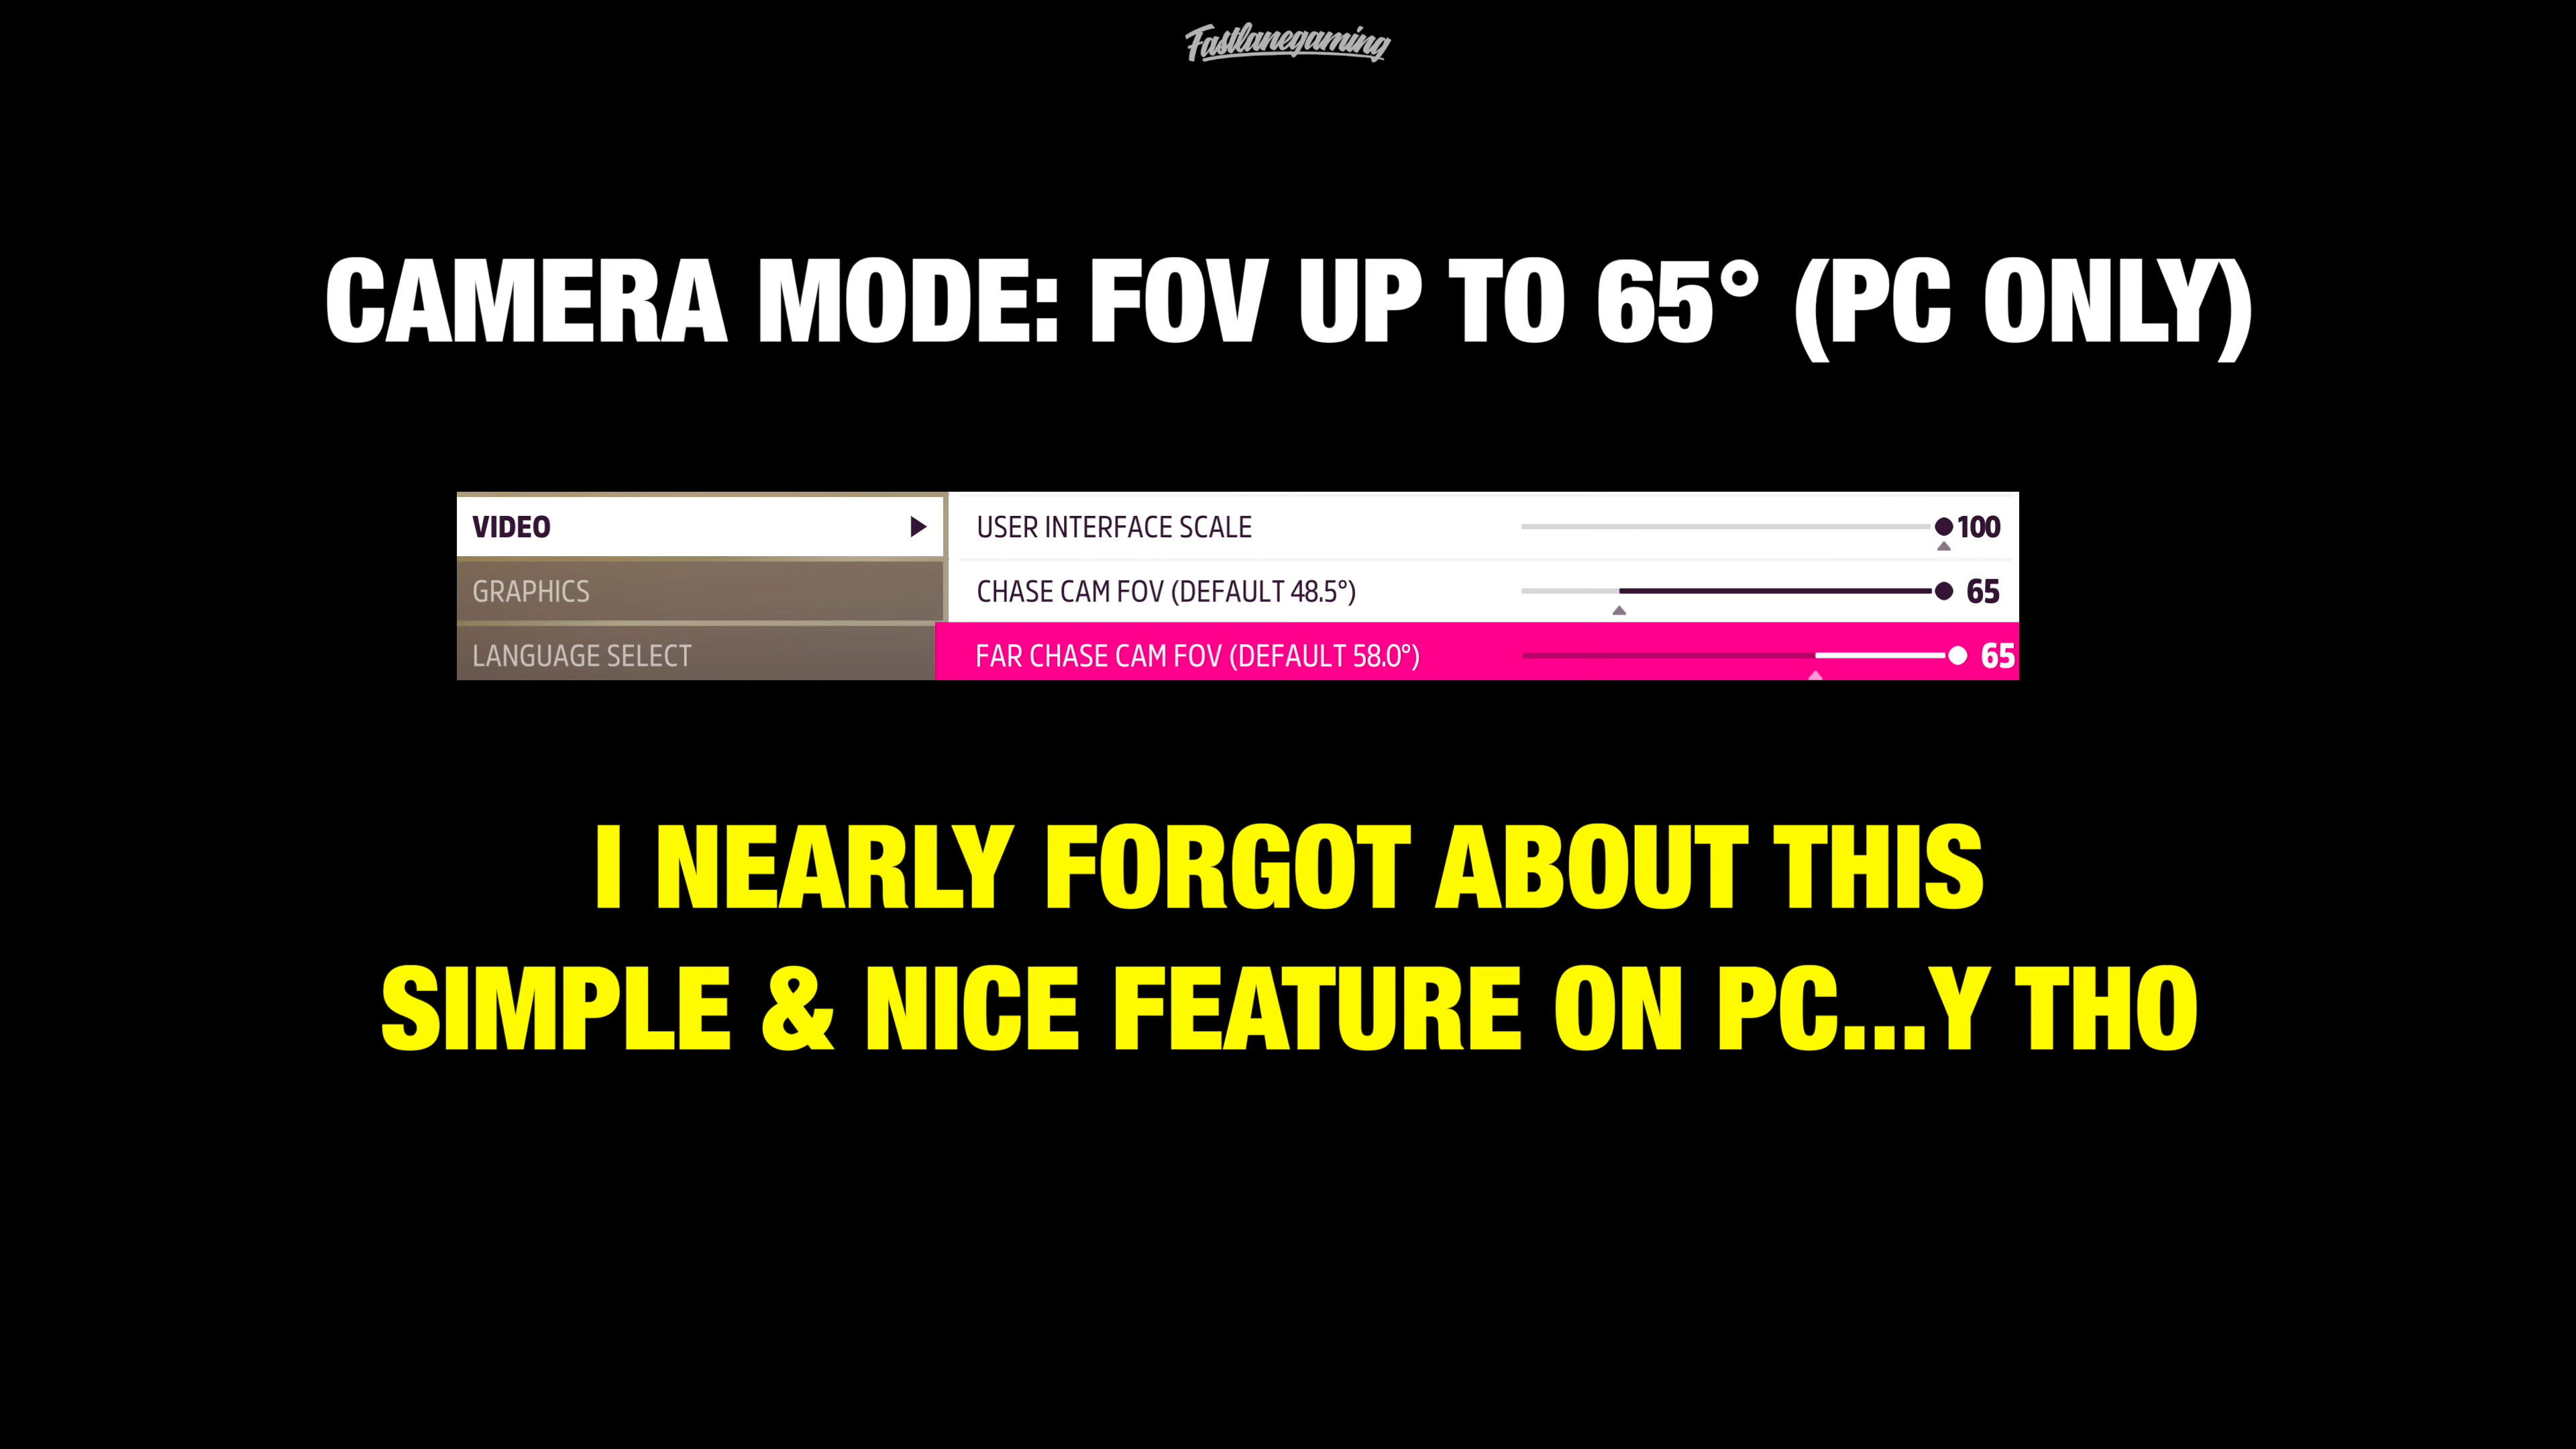 Fastlanegaming
CAMERA MODE: FOV UP TO 65° (PC ONLY)
VIDEO
USER INTERFACE SCALE 100
GRAPHICS
CHASE CAM FOV (DEFAULT 48.5°) 65
LANGUAGE SELECT
FAR CHASE CAM FOV (DEFAULT 58.0°) 65
I NEARLY FORGOT ABOUT THIS
SIMPLE & NICE FEATURE ON PC...Y THO